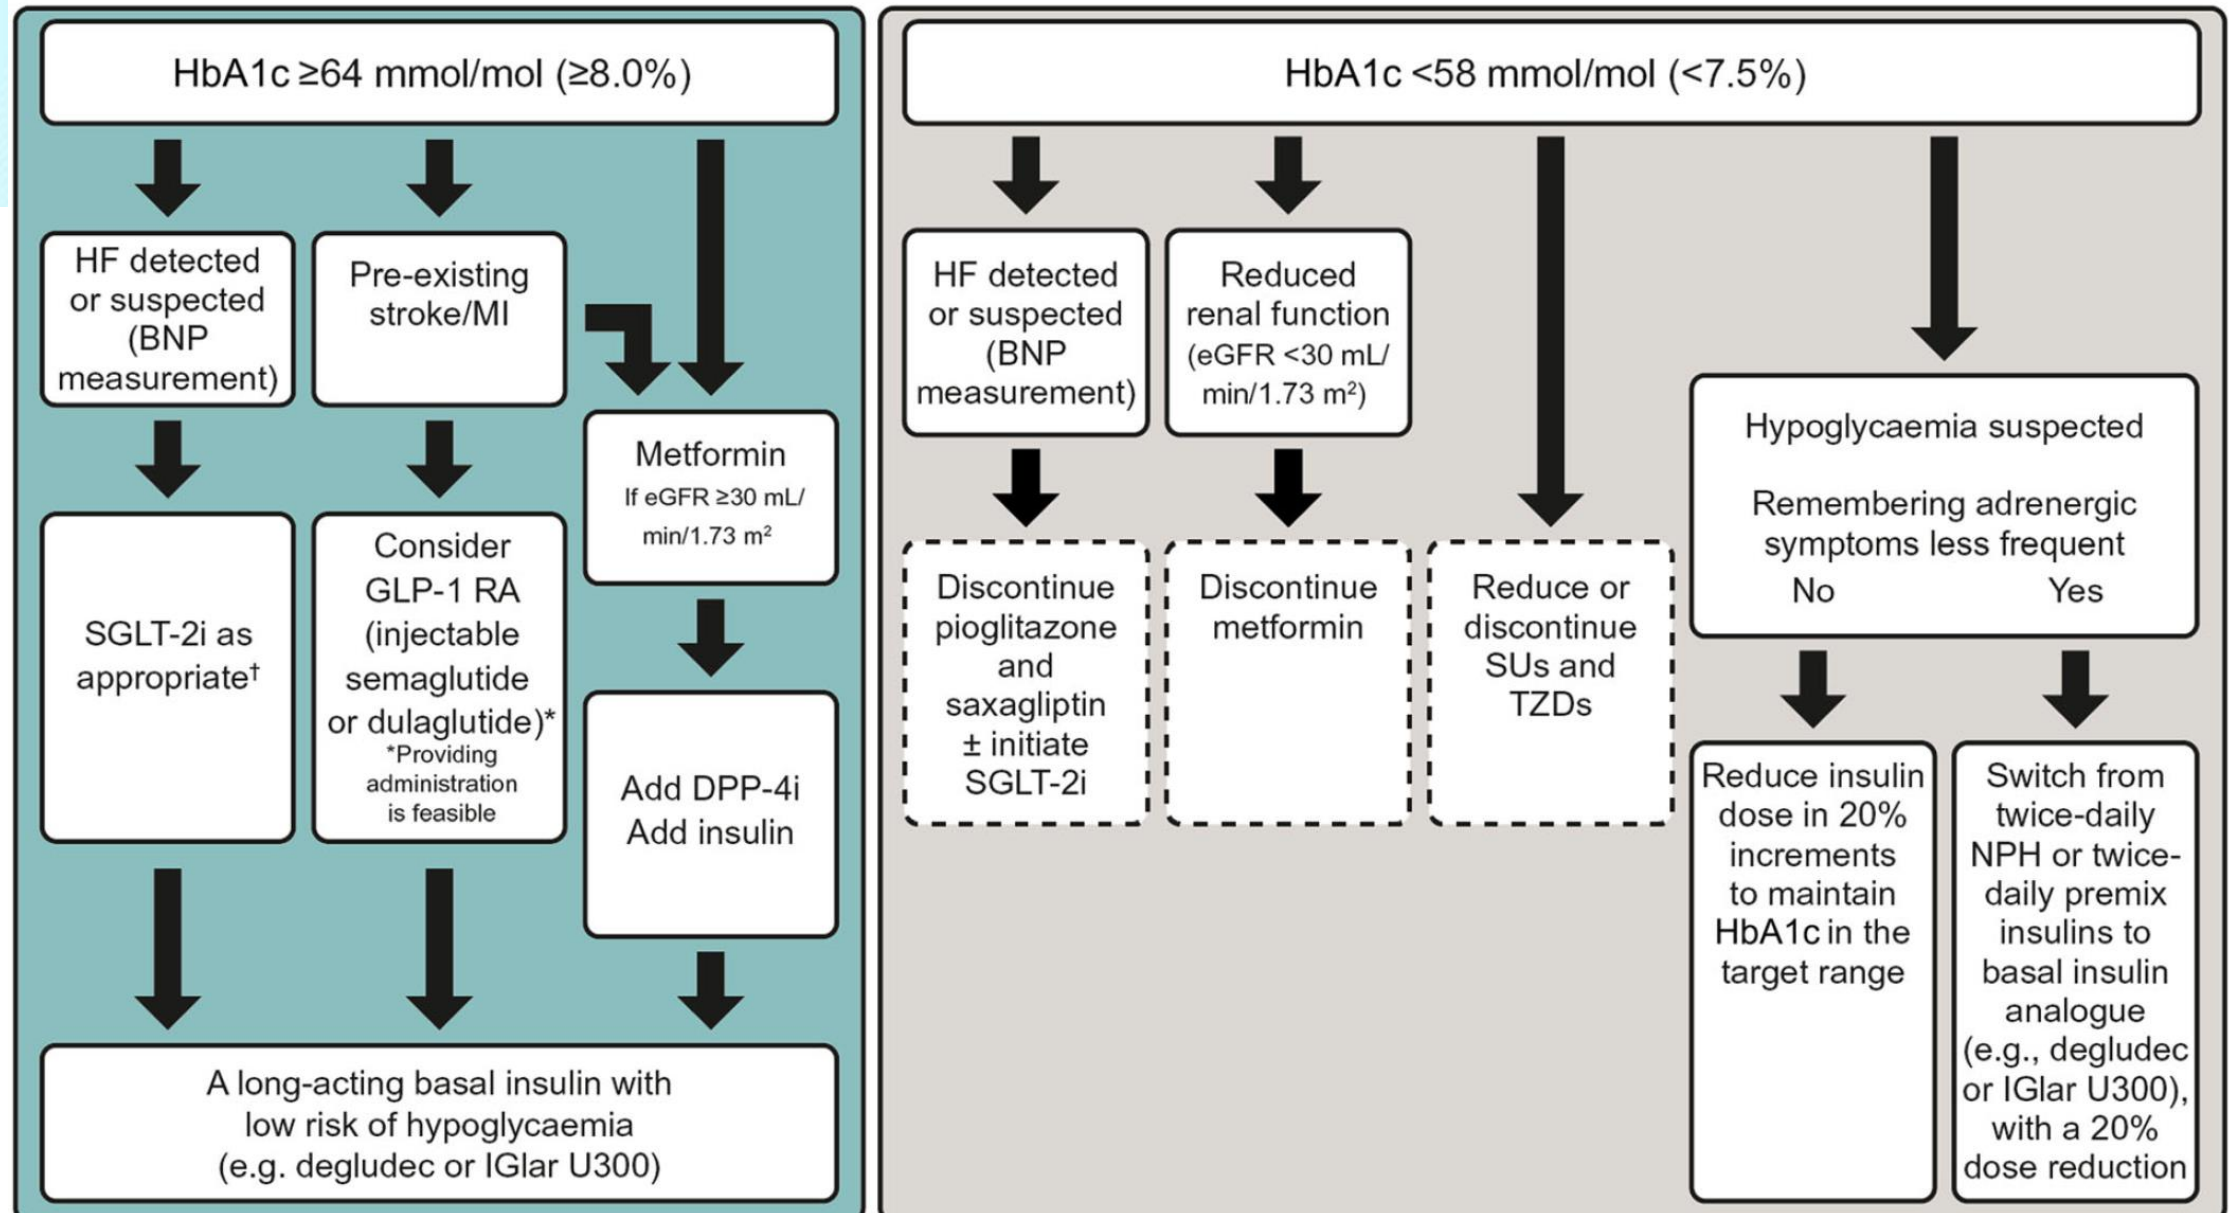 HbA1c ≥64 mmol/mol (≥8.0%)
HF detected
or suspected
(BNP
measurement)
Pre-existing
stroke/MI
Metformin
If eGFR ≥30 mL/
min/1.73 m²
SGLT-2i as
appropriate†
Consider
GLP-1 RA
(injectable
semaglutide
or dulaglutide)*
*Providing
administration
is feasible
Add DPP-4i
Add insulin
A long-acting basal insulin with
low risk of hypoglycaemia
(e.g. degludec or IGlar U300)
HbA1c <58 mmol/mol (<7.5%)
HF detected
or suspected
(BNP
measurement)
Reduced
renal function
(eGFR <30 mL/
min/1.73 m²)
Discontinue
pioglitazone
and
saxagliptin
± initiate
SGLT-2i
Discontinue
metformin
Reduce or
discontinue
SUs and
TZDs
Hypoglycaemia suspected
Remembering adrenergic
symptoms less frequent
No Yes
Reduce insulin
dose in 20%
increments
to maintain
HbA1c in the
target range
Switch from
twice-daily
NPH or twice-
daily premix
insulins to
basal insulin
analogue
(e.g., degludec
or IGlar U300),
with a 20%
dose reduction